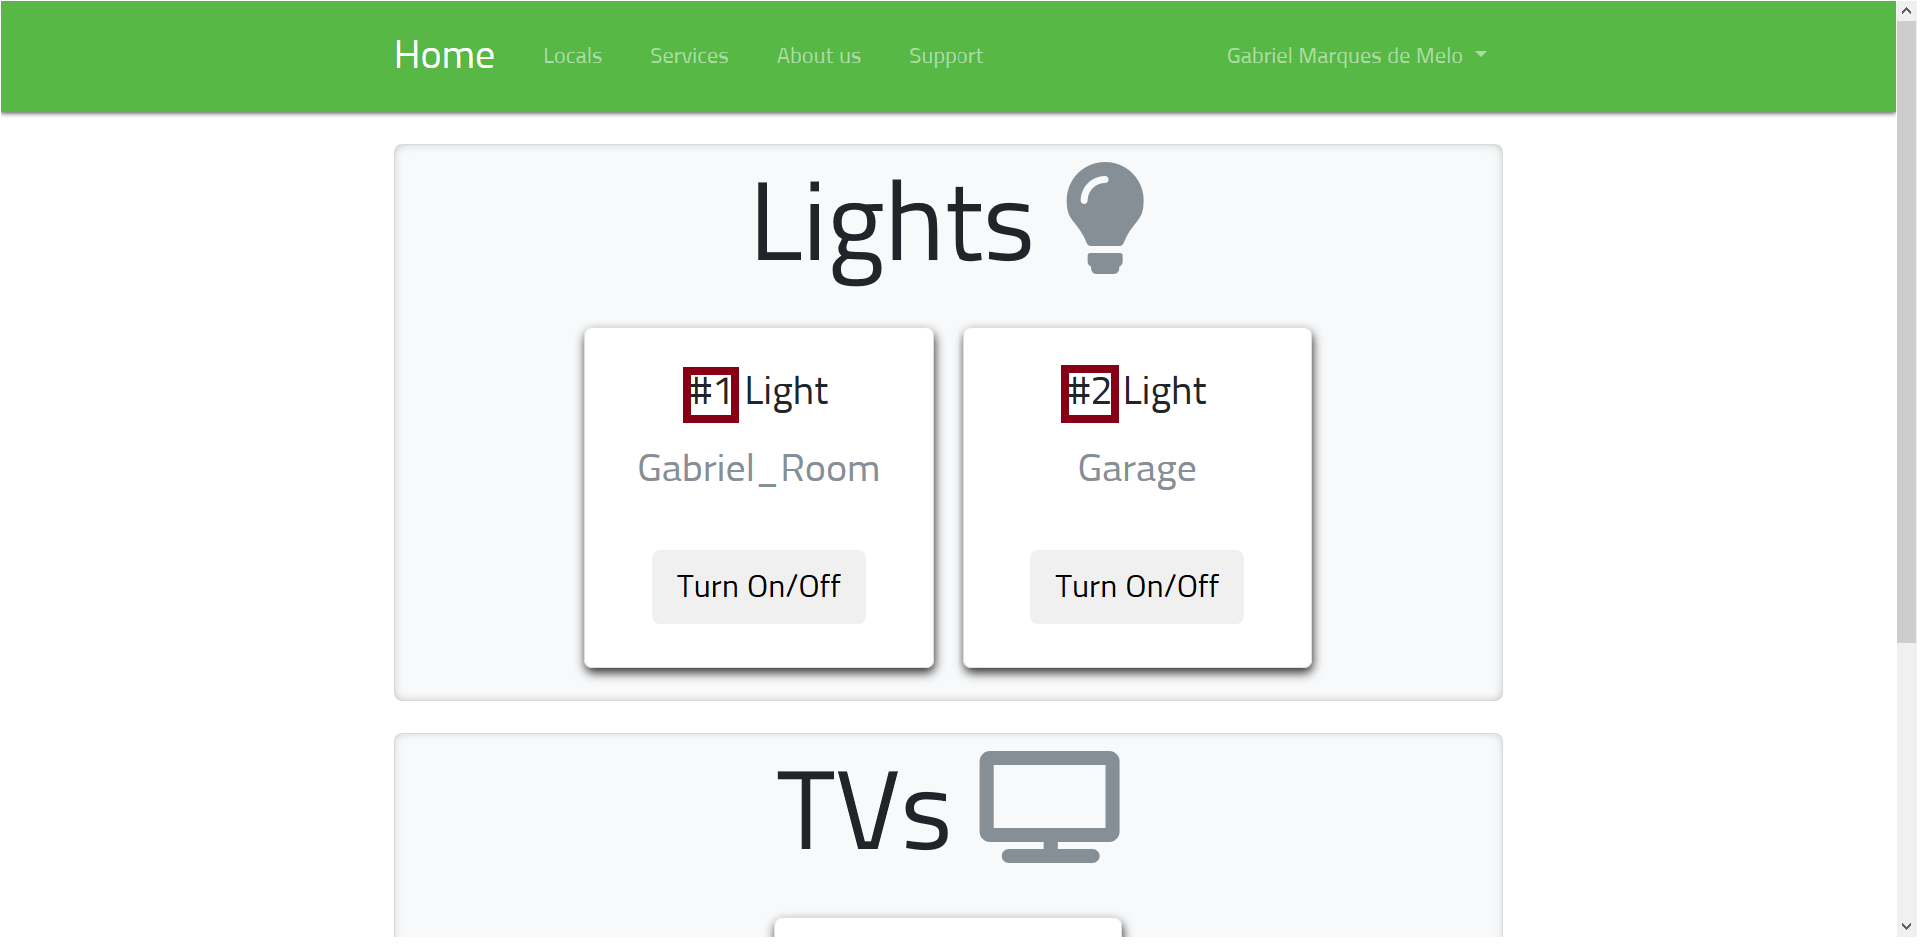 Home Locals Services About us Support Gabriel Marques de Melo
Lights
#1 Light
Gabriel_Room
Turn On/Off
#2 Light
Garage
Turn On/Off
TVs